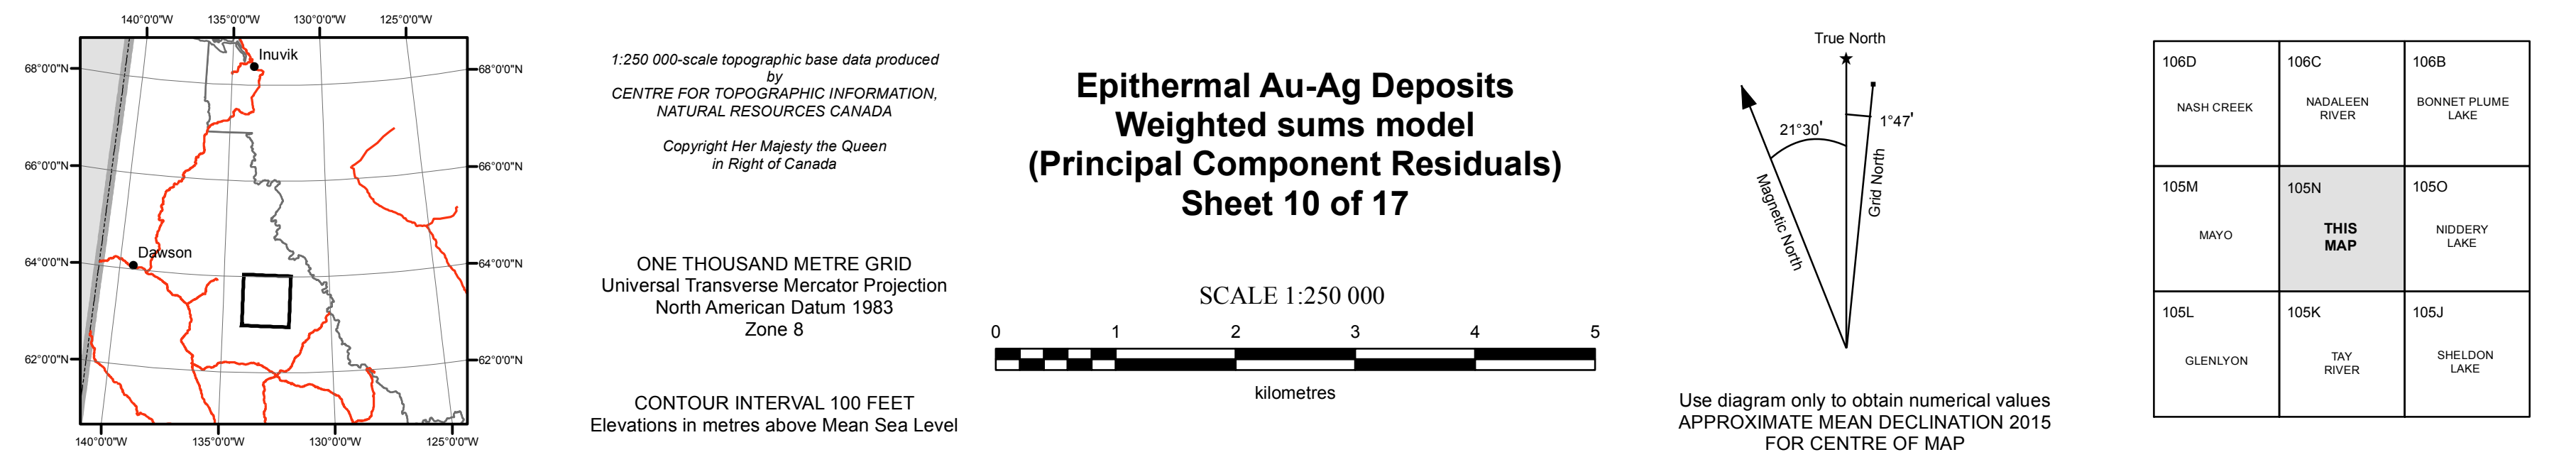 140°0'0"W 135°0'0"W 130°0'0"W 125°0'0"W
Inuvik
68°0'0"N 68°0'0"N
66°0'0"N 66°0'0"N
Dawson
64°0'0"N 64°0'0"N
62°0'0"N 62°0'0"N
140°0'0"W 135°0'0"W 130°0'0"W 125°0'0"W
1:250 000-scale topographic base data produced
by
CENTRE FOR TOPOGRAPHIC INFORMATION,
NATURAL RESOURCES CANADA
Copyright Her Majesty the Queen
in Right of Canada
ONE THOUSAND METRE GRID
Universal Transverse Mercator Projection
North American Datum 1983
Zone 8
CONTOUR INTERVAL 100 FEET
Elevations in metres above Mean Sea Level
Epithermal Au-Ag Deposits
Weighted sums model
(Principal Component Residuals)
Sheet 10 of 17
SCALE 1:250 000
0 1 2 3 4 5
kilometres
True North
21°30'
1°47'
Magnetic North
Grid North
Use diagram only to obtain numerical values
APPROXIMATE MEAN DECLINATION 2015
FOR CENTRE OF MAP
106D
NASH CREEK
106C
NADALEEN
RIVER
106B
BONNET PLUME
LAKE
105M
MAYO
105N
THIS
MAP
105O
NIDDERY
LAKE
105L
GLENLYON
105K
TAY
RIVER
105J
SHELDON
LAKE